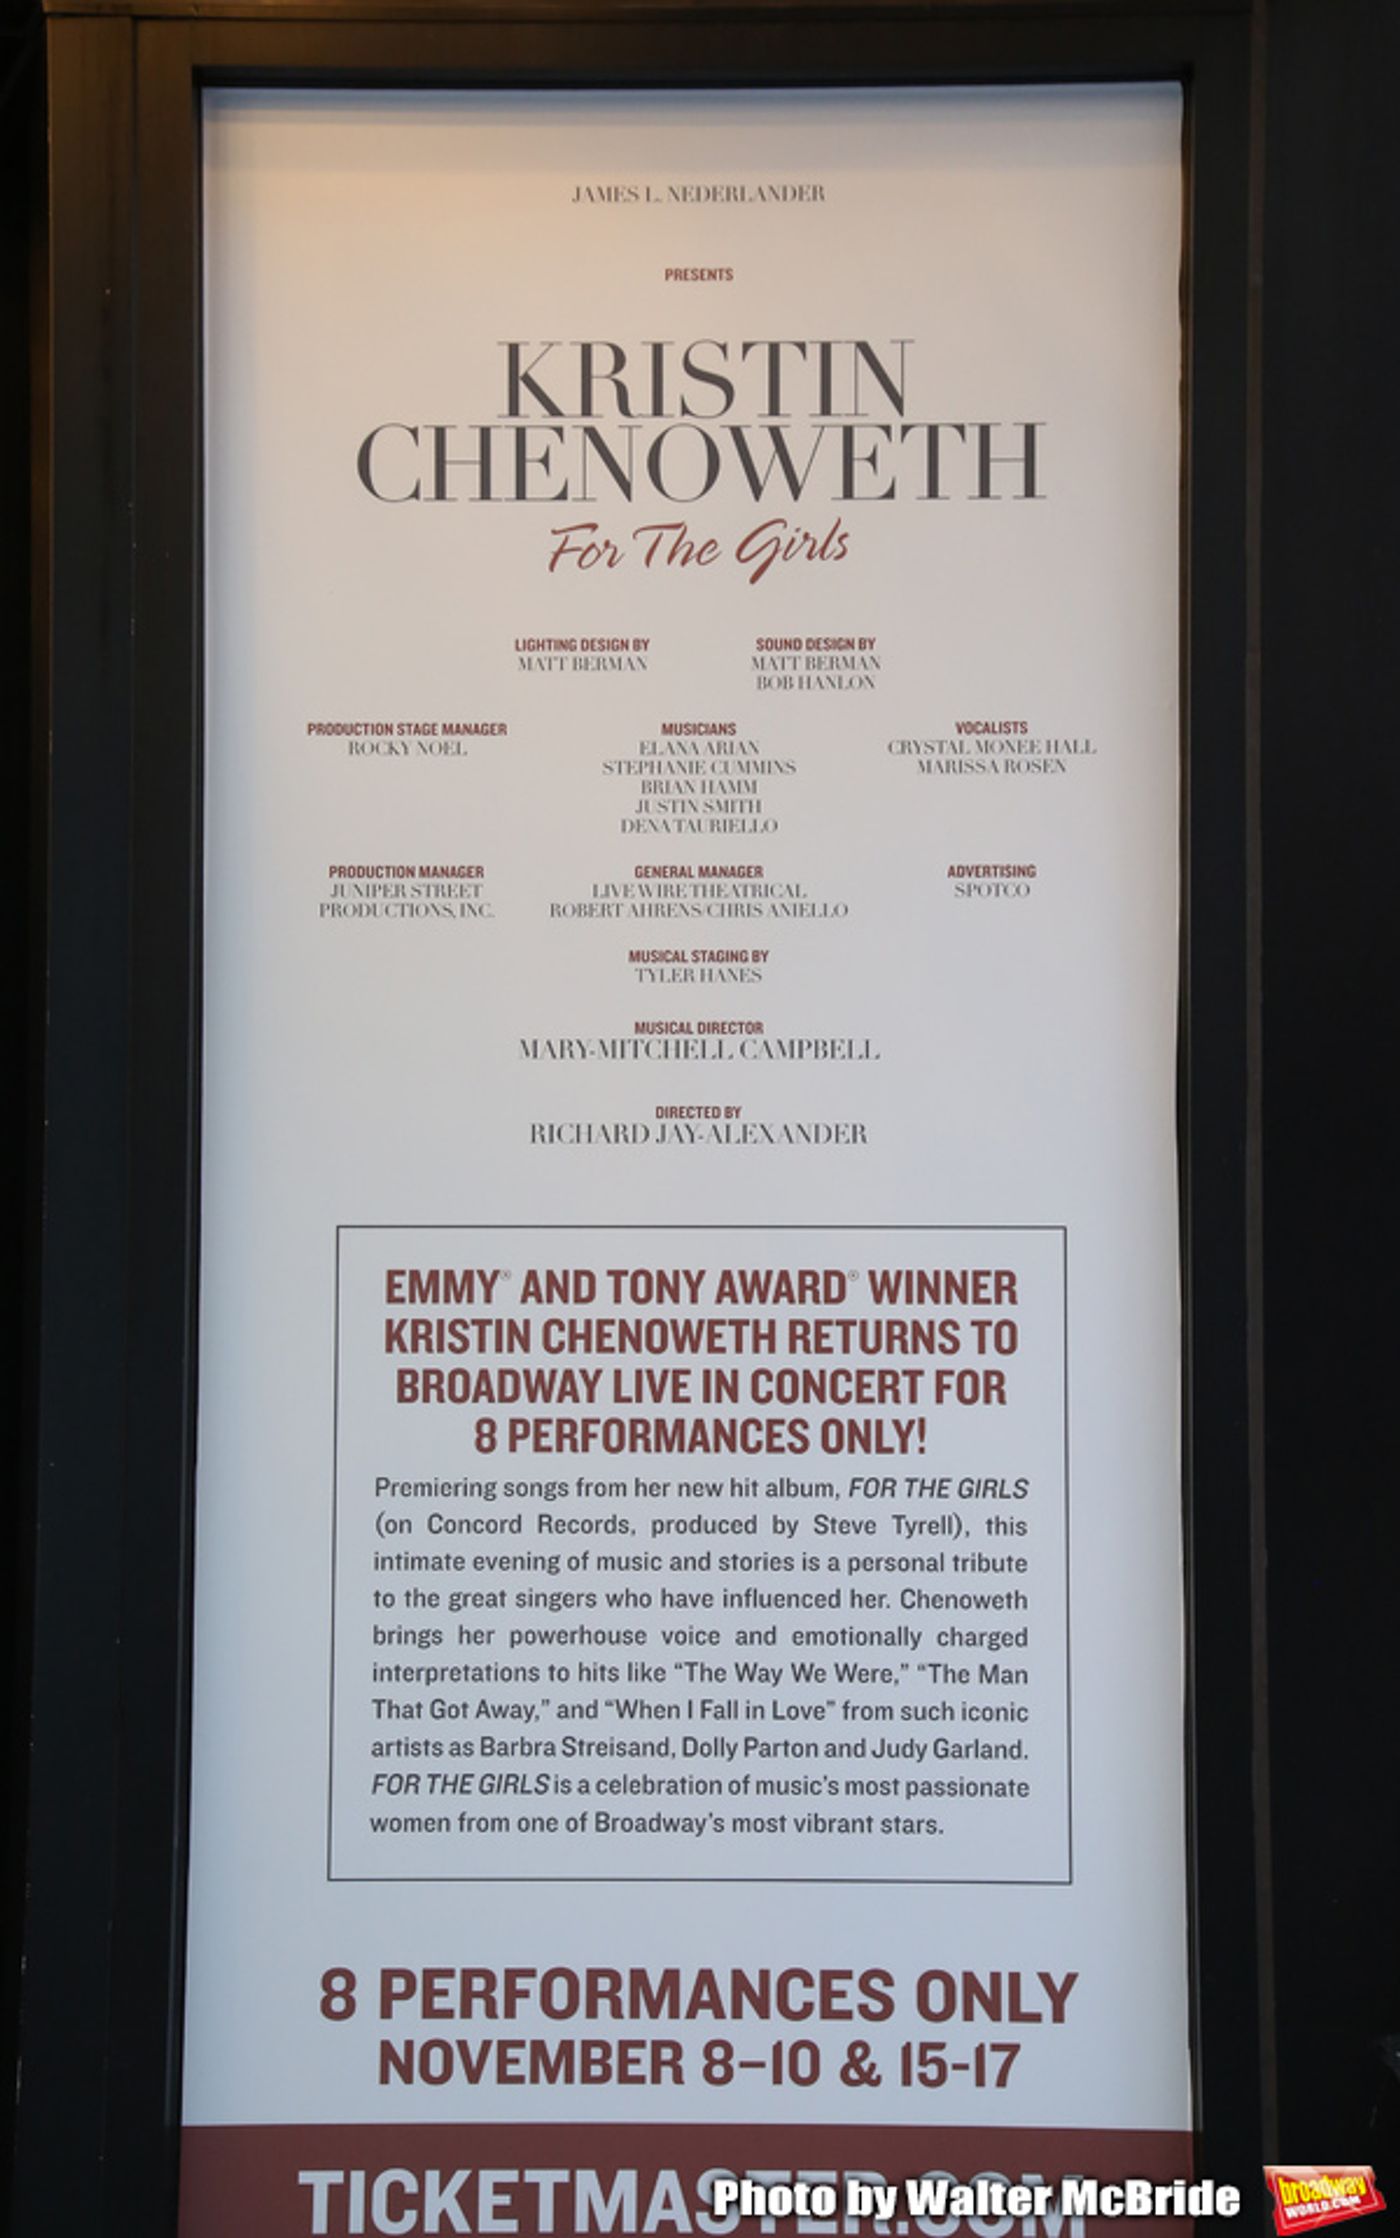 JAMES L. NEDERLANDER
PRESENTS
KRISTIN
CHENOWETH
For The Girls
LIGHTING DESIGN BY
MATT BERMAN
SOUND DESIGN BY
MATT BERMAN
BOB HANLON
PRODUCTION STAGE MANAGER
ROCKY NOEL
MUSICIANS
ELANA ARIAN
STEPHANIE CUMMINS
BRIAN HAMM
JUSTIN SMITH
DENA TAURIELLO
VOCALISTS
CRYSTAL MONEE HALL
MARISSA ROSEN
PRODUCTION MANAGER
JUNIPER STREET
PRODUCTIONS, INC.
GENERAL MANAGER
LIVE WIRE THEATRICAL
ROBERT AHRENS/CHRIS ANIELLO
ADVERTISING
SPOTCO
MUSICAL STAGING BY
TYLER HANES
MUSICAL DIRECTOR
MARY-MITCHELL CAMPBELL
DIRECTED BY
RICHARD JAY-ALEXANDER
EMMY® AND TONY AWARD® WINNER
KRISTIN CHENOWETH RETURNS TO
BROADWAY LIVE IN CONCERT FOR
8 PERFORMANCES ONLY!
Premiering songs from her new hit album, FOR THE GIRLS
(on Concord Records, produced by Steve Tyrell), this
intimate evening of music and stories is a personal tribute
to the great singers who have influenced her. Chenoweth
brings her powerhouse voice and emotionally charged
interpretations to hits like “The Way We Were,” “The Man
That Got Away,” and “When I Fall in Love” from such iconic
artists as Barbra Streisand, Dolly Parton and Judy Garland.
FOR THE GIRLS is a celebration of music’s most passionate
women from one of Broadway’s most vibrant stars.
8 PERFORMANCES ONLY
NOVEMBER 8–10 & 15-17
TICKETMASTER.COM
Photo by Walter McBride
broadway
WORLD.COM